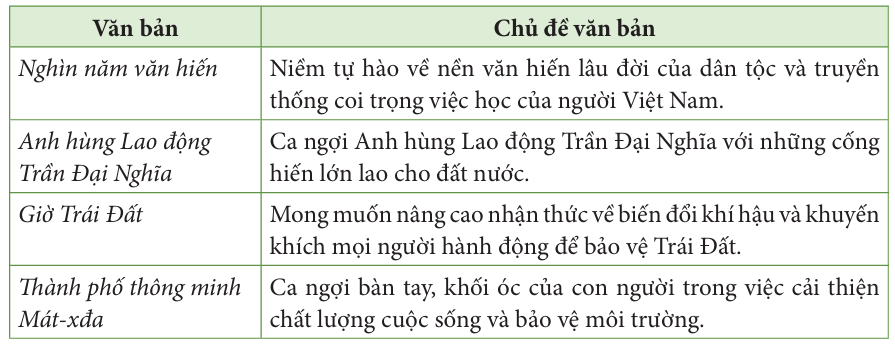 Văn bản
Chủ đề văn bản
Nghìn năm văn hiến
Niềm tự hào về nền văn hiến lâu đời của dân tộc và truyền
thống coi trọng việc học của người Việt Nam.
Anh hùng Lao động
Trần Đại Nghĩa
Ca ngợi Anh hùng Lao động Trần Đại Nghĩa với những cống
hiến lớn lao cho đất nước.
Giờ Trái Đất
Mong muốn nâng cao nhận thức về biến đổi khí hậu và khuyến
khích mọi người hành động để bảo vệ Trái Đất.
Thành phố thông minh
Mát-xđa
Ca ngợi bàn tay, khối óc của con người trong việc cải thiện
chất lượng cuộc sống và bảo vệ môi trường.